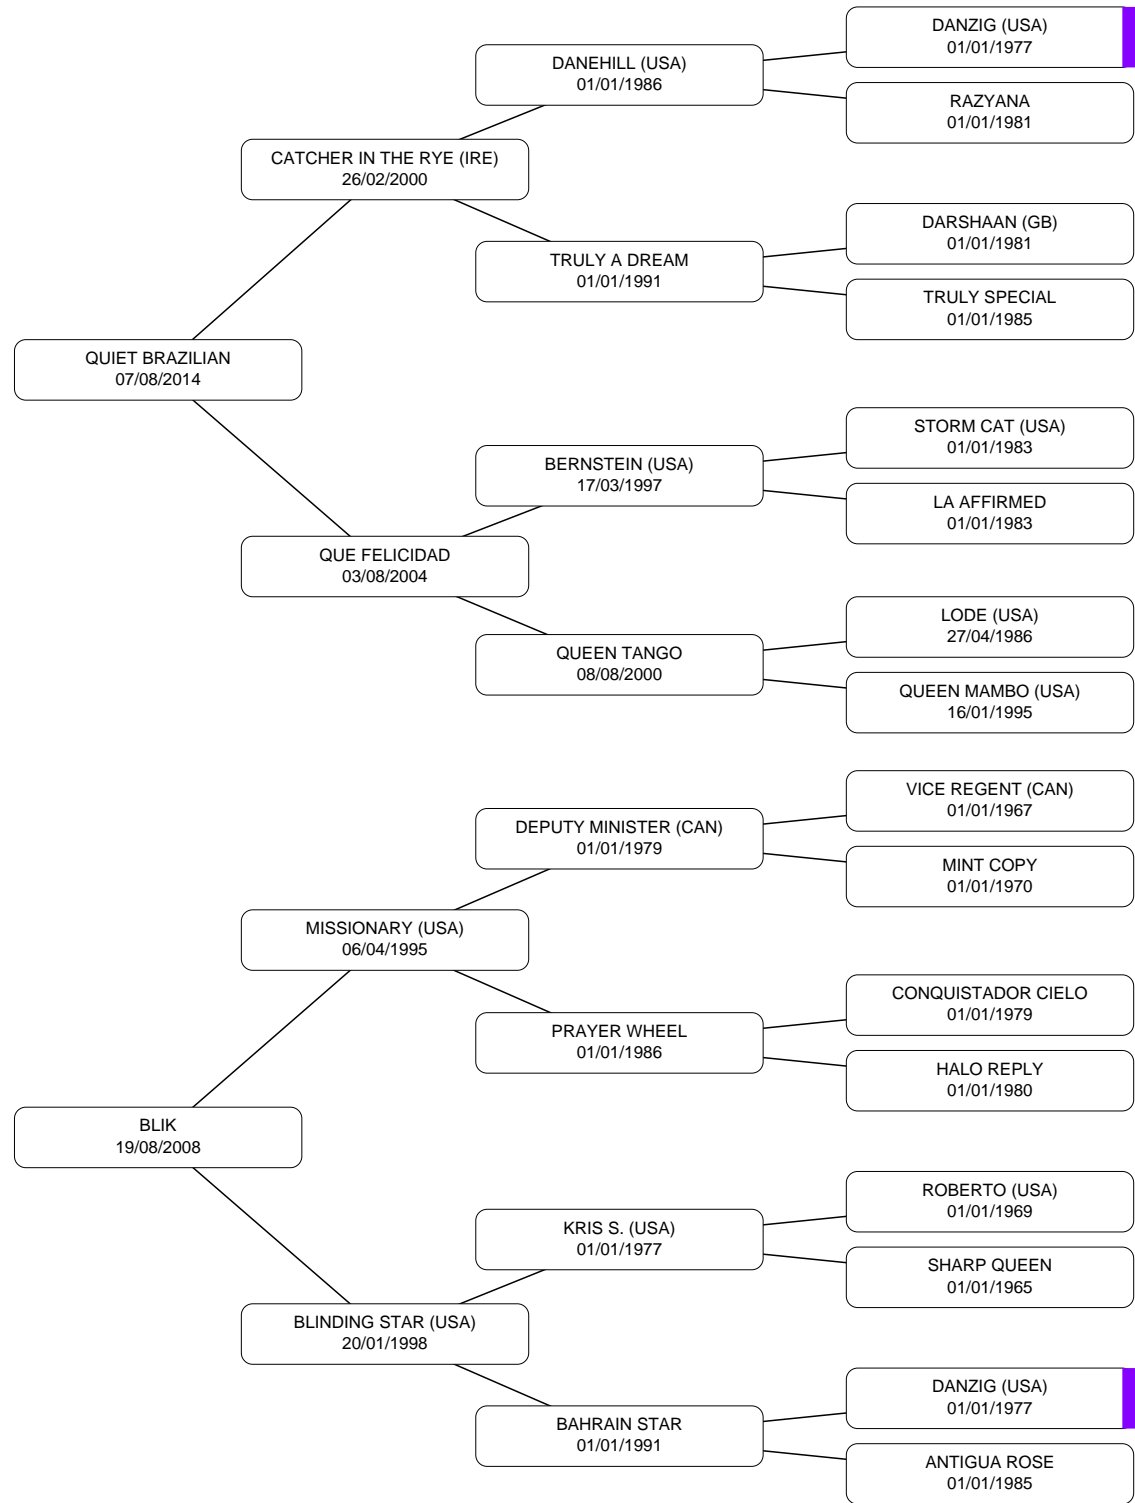 DANZIG (USA)
01/01/1977
DANEHILL (USA)
01/01/1986
RAZYANA
01/01/1981
CATCHER IN THE RYE (IRE)
26/02/2000
DARSHAAN (GB)
01/01/1981
TRULY A DREAM
01/01/1991
TRULY SPECIAL
01/01/1985
QUIET BRAZILIAN
07/08/2014
STORM CAT (USA)
01/01/1983
BERNSTEIN (USA)
17/03/1997
LA AFFIRMED
01/01/1983
QUE FELICIDAD
03/08/2004
LODE (USA)
27/04/1986
QUEEN TANGO
08/08/2000
QUEEN MAMBO (USA)
16/01/1995
VICE REGENT (CAN)
01/01/1967
DEPUTY MINISTER (CAN)
01/01/1979
MINT COPY
01/01/1970
MISSIONARY (USA)
06/04/1995
CONQUISTADOR CIELO
01/01/1979
PRAYER WHEEL
01/01/1986
HALO REPLY
01/01/1980
BLIK
19/08/2008
ROBERTO (USA)
01/01/1969
KRIS S. (USA)
01/01/1977
SHARP QUEEN
01/01/1965
BLINDING STAR (USA)
20/01/1998
DANZIG (USA)
01/01/1977
BAHRAIN STAR
01/01/1991
ANTIGUA ROSE
01/01/1985